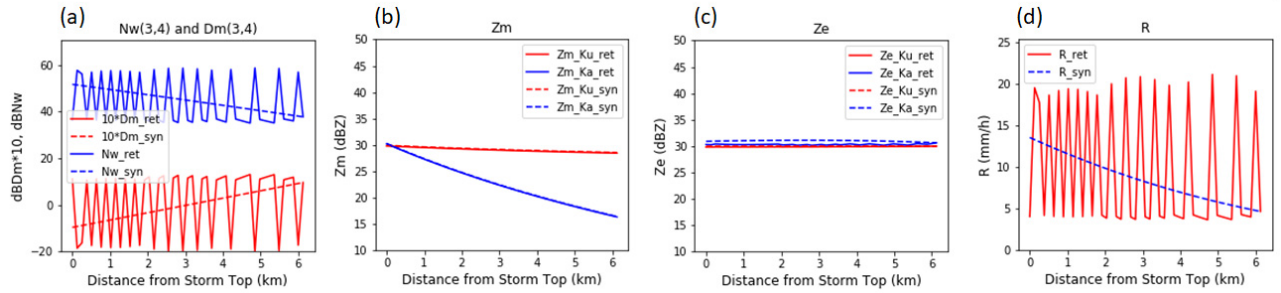 (a)
Nw(3,4) and Dm(3,4)
60
40
20
0
−20
dBDm*10, dBNw
10*Dm_ret
10*Dm_syn
Nw_ret
Nw_syn
0 1 2 3 4 5 6
Distance from Storm Top (km)
(b)
Zm
50
45
40
35
30
25
20
15
10
Zm (dBZ)
Zm_Ku_ret
Zm_Ka_ret
Zm_Ku_syn
Zm_Ka_syn
0 1 2 3 4 5 6
Distance from Storm Top (km)
(c)
Ze
50
45
40
35
30
25
20
15
10
Ze (dBZ)
Ze_Ku_ret
Ze_Ka_ret
Ze_Ku_syn
Ze_Ka_syn
0 1 2 3 4 5 6
Distance from Storm Top (km)
(d)
R
25
20
15
10
5
0
R (mm/h)
R_ret
R_syn
0 1 2 3 4 5 6
Distance from Storm Top (km)